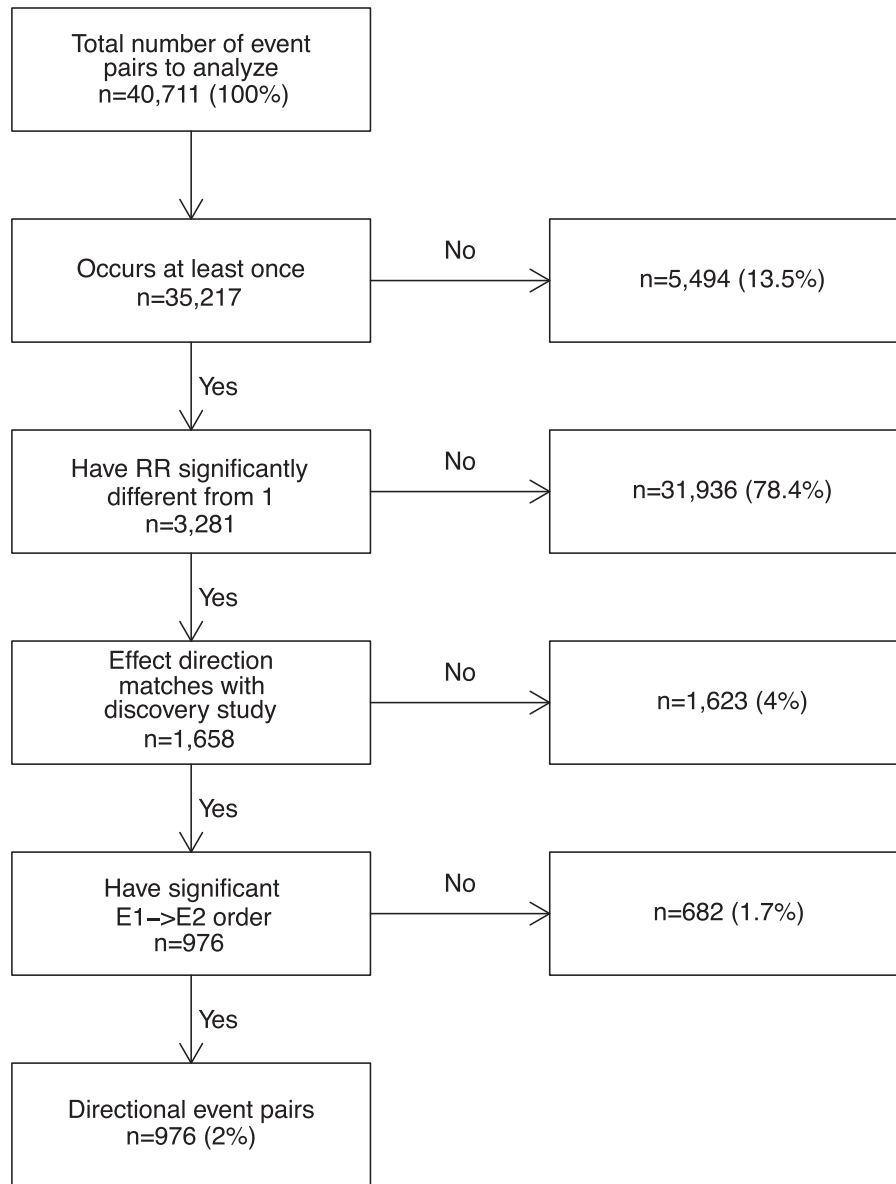 Total number of event
pairs to analyze
n=40,711 (100%)
Occurs at least once
n=35,217
No
n=5,494 (13.5%)
Yes
Have RR significantly
different from 1
n=3,281
No
n=31,936 (78.4%)
Yes
Effect direction
matches with
discovery study
n=1,658
No
n=1,623 (4%)
Yes
Have significant
E1−>E2 order
n=976
No
n=682 (1.7%)
Yes
Directional event pairs
n=976 (2%)